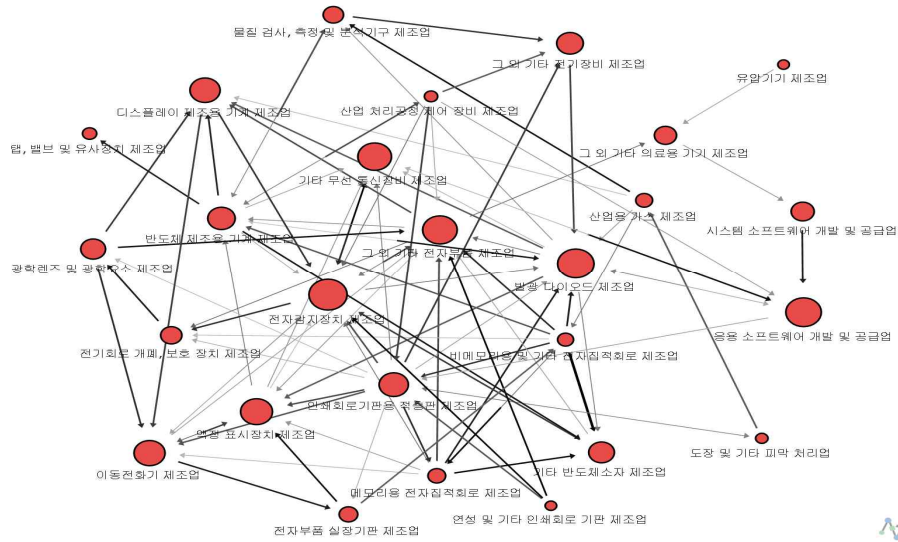 물질 검사, 측정 및 분석기구 제조업
그 외 기타 전기장비 제조업
유압기기 제조업
디스플레이 제조용 기계 제조업
산업 처리공정 제어 장비 제조업
탭, 밸브 및 유사장치 제조업
그 외 기타 의료용 기기 제조업
기타 무선 통신장비 제조업
산업용 가스 제조업
시스템 소프트웨어 개발 및 공급업
반도체 제조용 기계 제조업
그 외 기타 전자부품 제조업
광학렌즈 및 광학요소 제조업
발광 다이오드 제조업
전자감지장치 제조업
응용 소프트웨어 개발 및 공급업
전기회로 개폐, 보호 장치 제조업
비메모리용 및 기타 전자집적회로 제조업
인쇄회로기판용 적층판 제조업
액정 표시장치 제조업
도장 및 기타 피막 처리업
이동전화기 제조업
기타 반도체소자 제조업
메모리용 전자집적회로 제조업
연성 및 기타 인쇄회로 기판 제조업
전자부품 실장기판 제조업